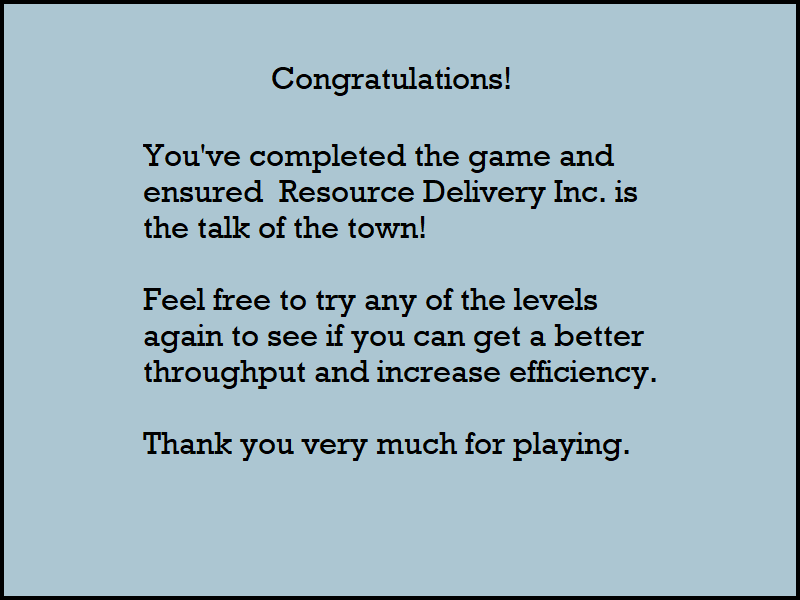 Congratulations!
You've completed the game and
ensured  Resource Delivery Inc. is
the talk of the town!
Feel free to try any of the levels
again to see if you can get a better
throughput and increase efficiency.
Thank you very much for playing.